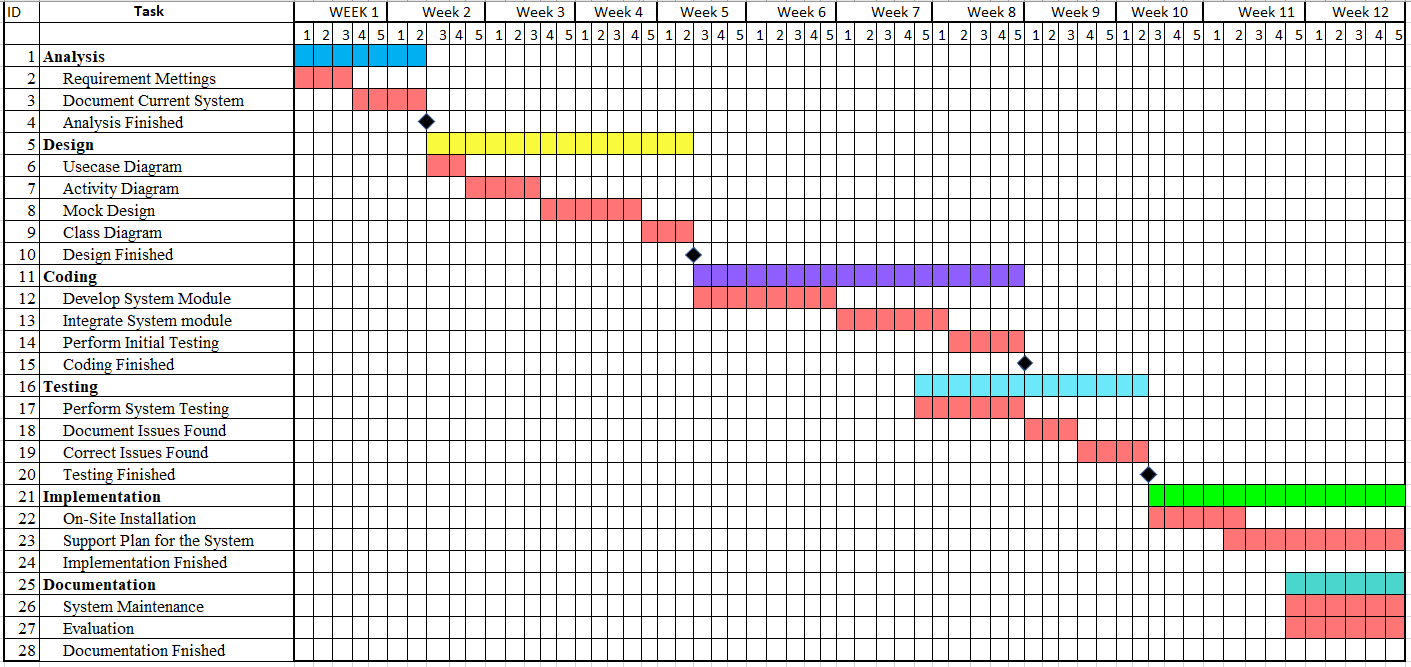 ID Task WEEK 1 Week 2 Week 3 Week 4 Week 5 Week 6 Week 7 Week 8 Week 9 Week 10 Week 11 Week 12
1 2 3 4 5 1 2 3 4 5 1 2 3 4 5 1 2 3 4 5 1 2 3 4 5 1 2 3 4 5 1 2 3 4 5 1 2 3 4 5 1 2 3 4 5 1 2 3 4 5 1 2 3 4 5 1 2 3 4 5
1 Analysis
2 Requirement Mettings
3 Document Current System
4 Analysis Finished
5 Design
6 Usecase Diagram
7 Activity Diagram
8 Mock Design
9 Class Diagram
10 Design Finished
11 Coding
12 Develop System Module
13 Integrate System module
14 Perform Initial Testing
15 Coding Finished
16 Testing
17 Perform System Testing
18 Document Issues Found
19 Correct Issues Found
20 Testing Finished
21 Implementation
22 On-Site Installation
23 Support Plan for the System
24 Implementation Fnished
25 Documentation
26 System Maintenance
27 Evaluation
28 Documentation Fnished